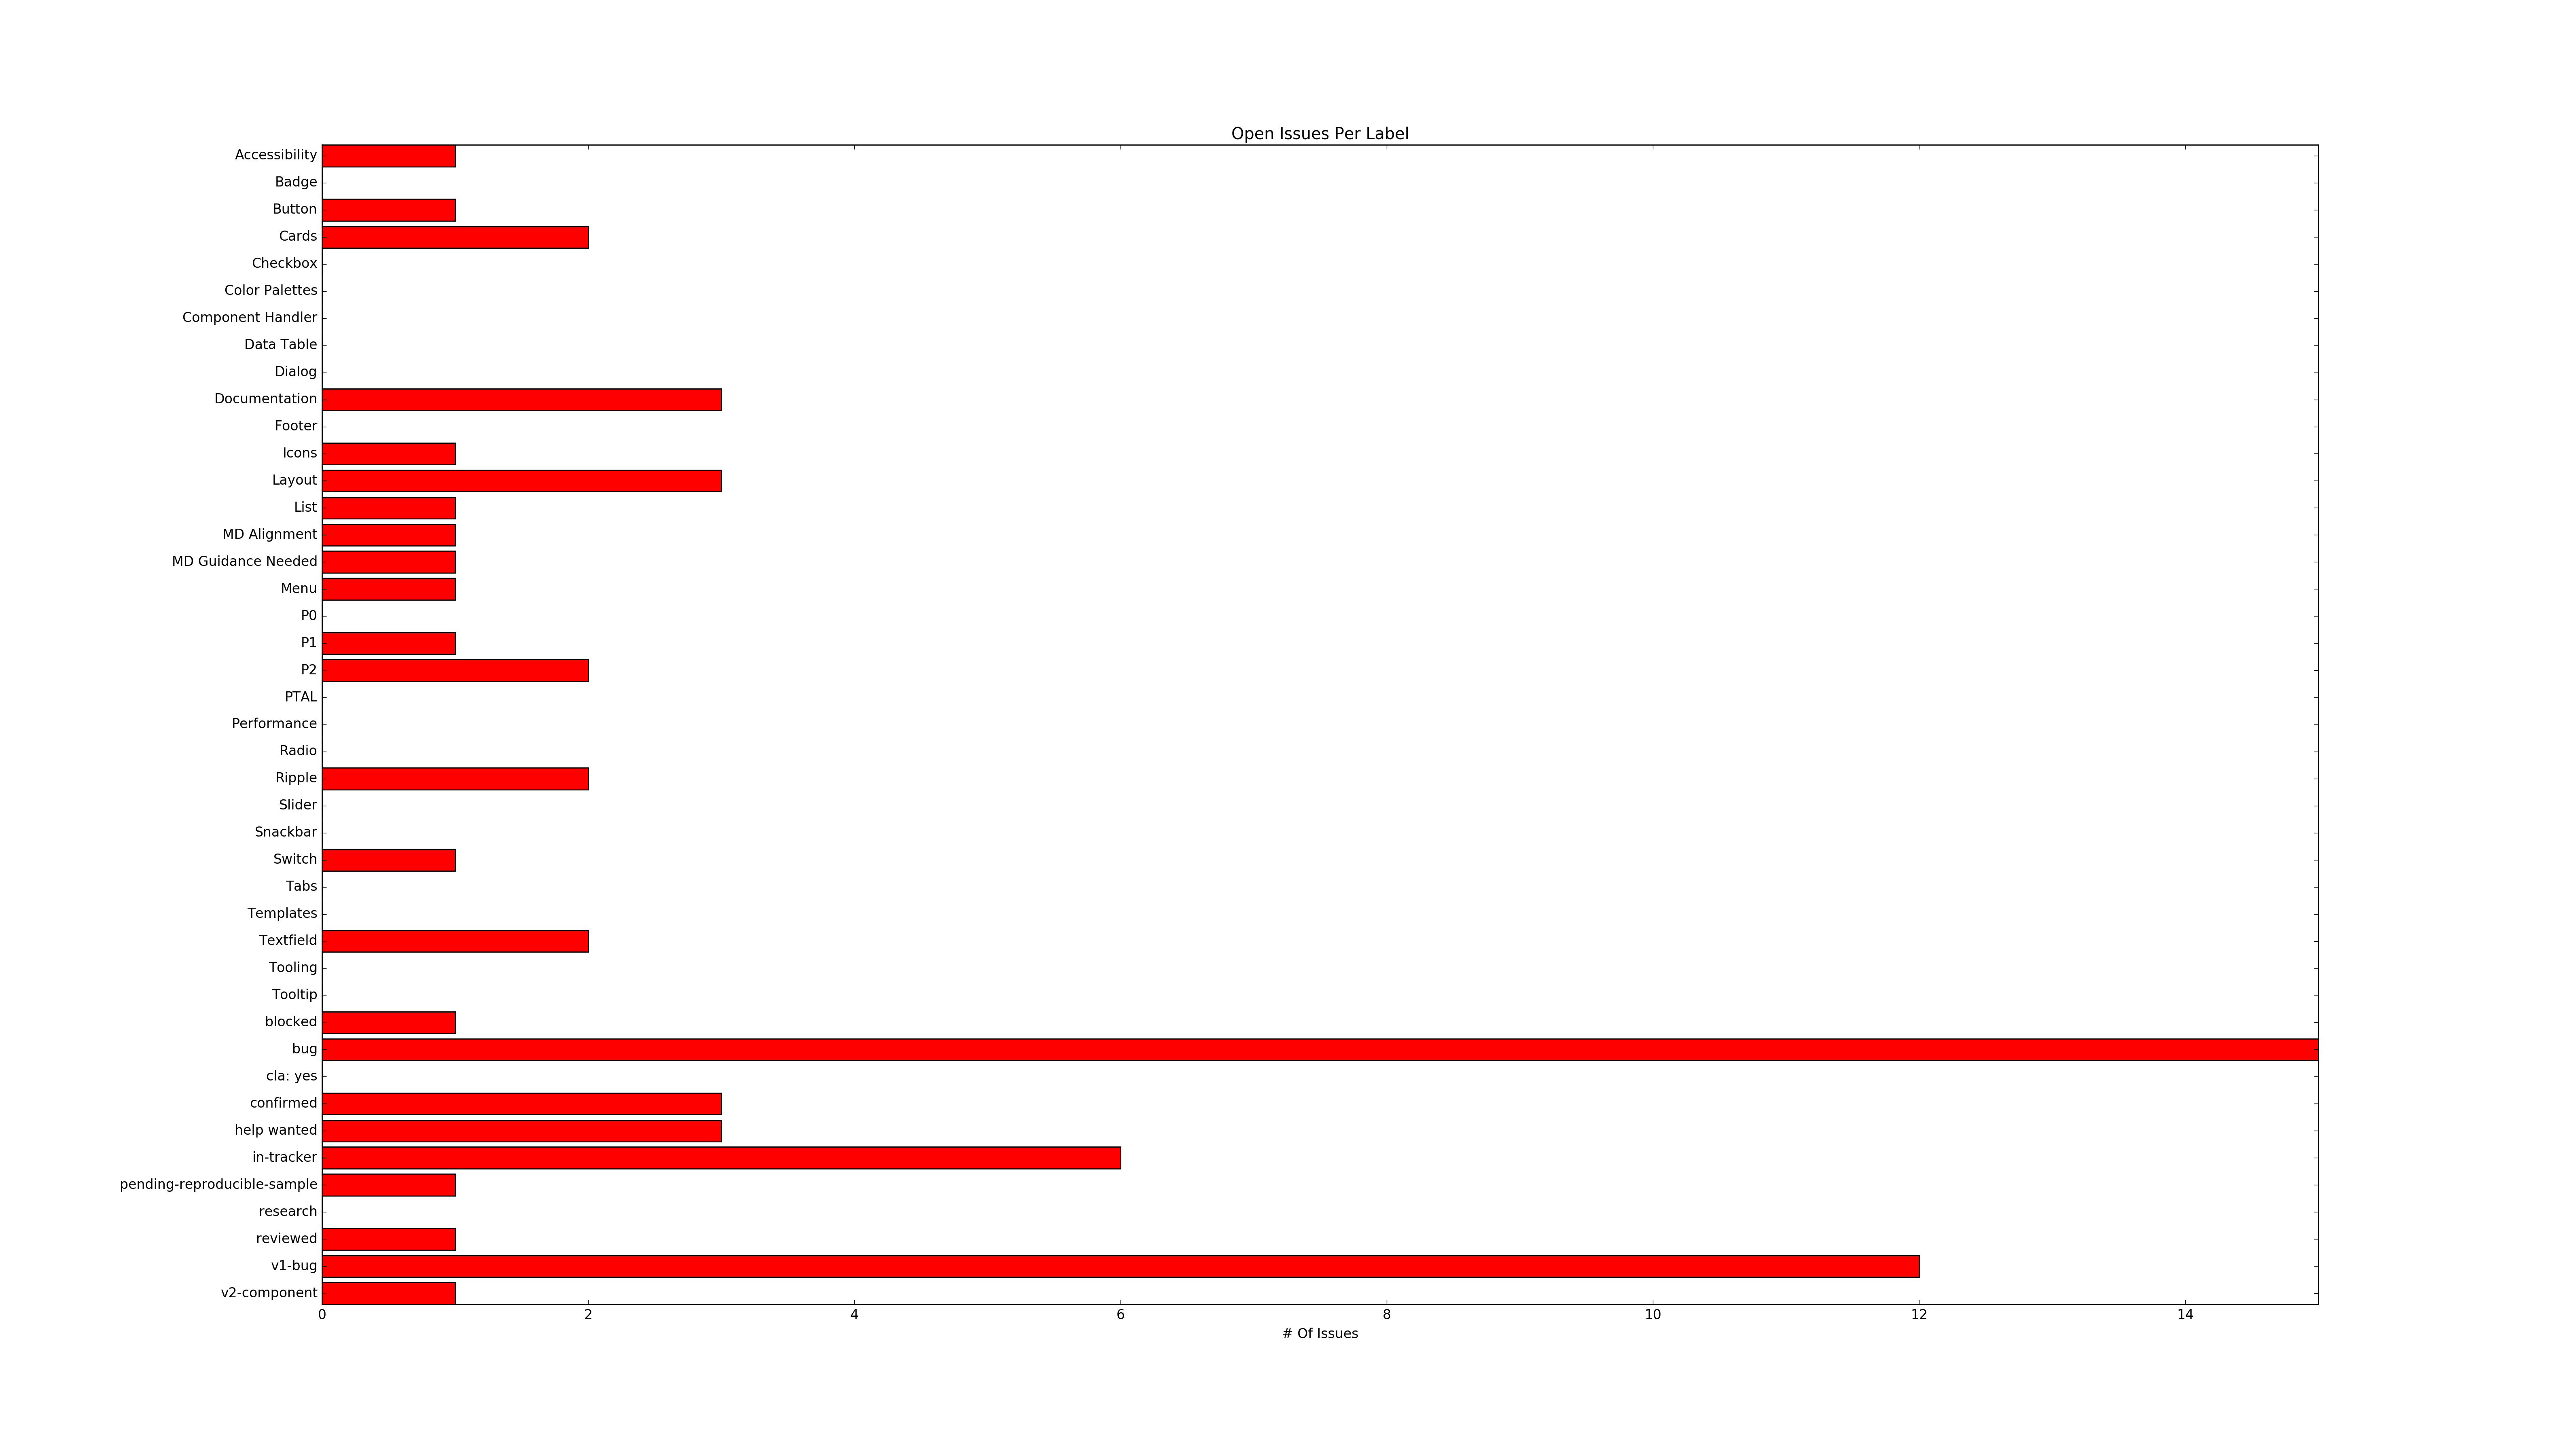 Open Issues Per Label
Accessibility
Badge
Button
Cards
Checkbox
Color Palettes
Component Handler
Data Table
Dialog
Documentation
Footer
Icons
Layout
List
MD Alignment
MD Guidance Needed
Menu
P0
P1
P2
PTAL
Performance
Radio
Ripple
Slider
Snackbar
Switch
Tabs
Templates
Textfield
Tooling
Tooltip
blocked
bug
cla: yes
confirmed
help wanted
in-tracker
pending-reproducible-sample
research
reviewed
v1-bug
v2-component
0 2 4 6 8 10 12 14
# Of Issues